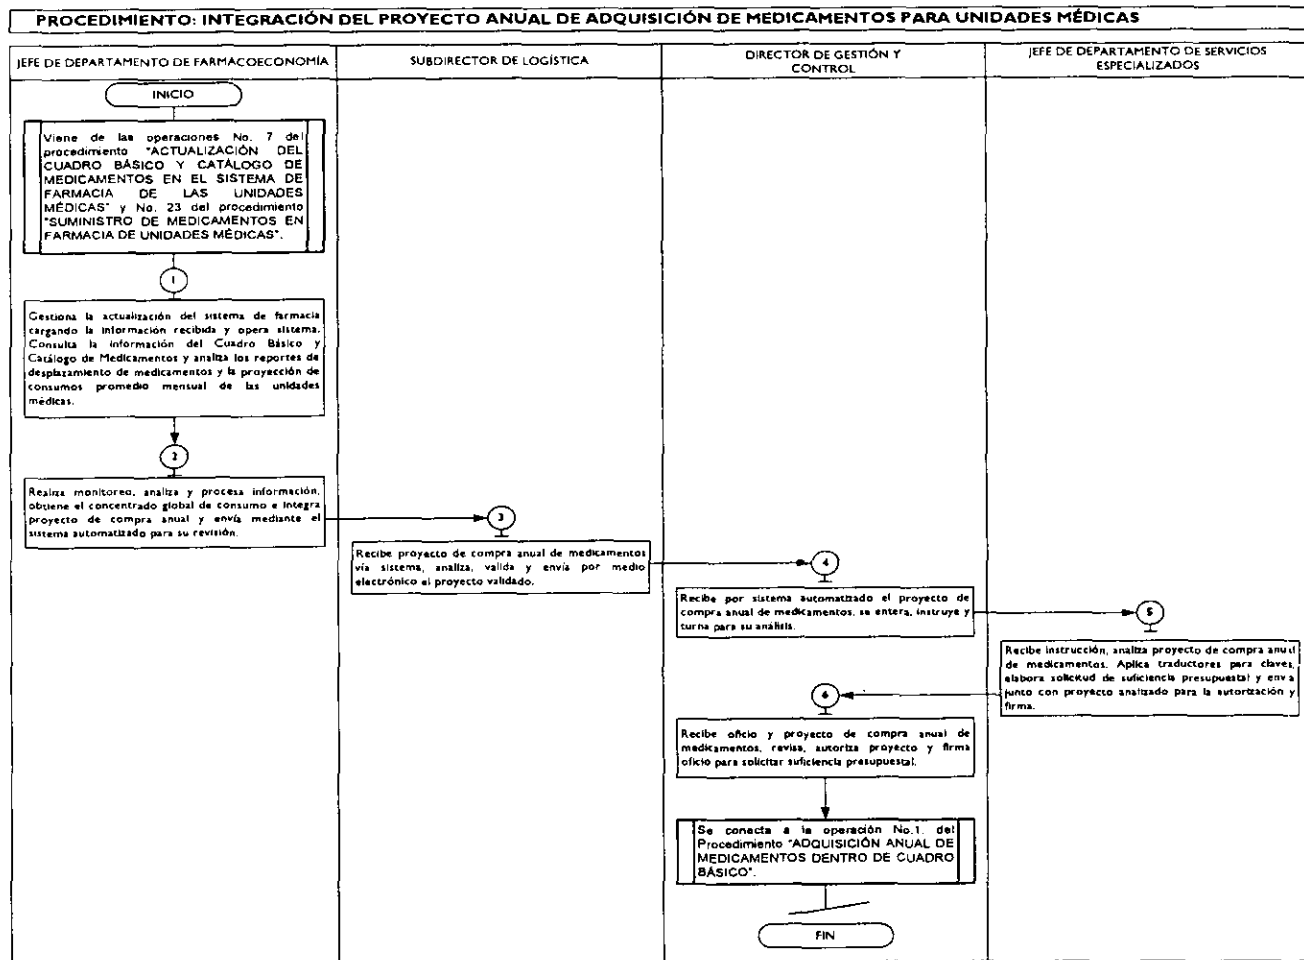 PROCEDIMIENTO: INTEGRACIÓN DEL PROYECTO ANUAL DE ADQUISICIÓN DE MEDICAMENTOS PARA UNIDADES MÉDICAS
JEFE DE DEPARTAMENTO DE FARMACOECONOMÍA
SUBDIRECTOR DE LOGÍSTICA
DIRECTOR DE GESTIÓN Y
CONTROL
JEFE DE DEPARTAMENTO DE SERVICIOS
ESPECIALIZADOS
INICIO
Viene de las operaciones No. 7 del
procedimiento "ACTUALIZACIÓN DEL
CUADRO BÁSICO Y CATÁLOGO DE
MEDICAMENTOS EN EL SISTEMA DE
FARMACIA DE LAS UNIDADES
MÉDICAS" y No. 23 del procedimiento
"SUMINISTRO DE MEDICAMENTOS EN
FARMACIA DE UNIDADES MÉDICAS".
1
Gestiona la actualización del sistema de farmacia
cargando la información recibida y opera sistema.
Consulta la información del Cuadro Básico y
Catálogo de Medicamentos y analiza los reportes de
desplazamiento de medicamentos y la proyección de
consumos promedio mensual de las unidades
médicas.
2
Realiza monitoreo, analiza y procesa información,
obtiene el concentrado global de consumo e integra
proyecto de compra anual y envía mediante el
sistema automatizado para su revisión.
3
Recibe proyecto de compra anual de medicamentos
vía sistema, analiza, valida y envía por medio
electrónico el proyecto validado.
4
Recibe por sistema automatizado el proyecto de
compra anual de medicamentos, se entera, instruye y
turna para su análisis.
5
Recibe instrucción, analiza proyecto de compra anual
de medicamentos. Aplica traductores para claves,
elabora solicitud de suficiencia presupuestal y envía
junto con proyecto analizado para la autorización y
firma.
6
Recibe oficio y proyecto de compra anual de
medicamentos, revisa, autoriza proyecto y firma
oficio para solicitar suficiencia presupuestal.
Se conecta a la operación No.1. del
Procedimiento "ADQUISICIÓN ANUAL DE
MEDICAMENTOS DENTRO DE CUADRO
BÁSICO".
FIN